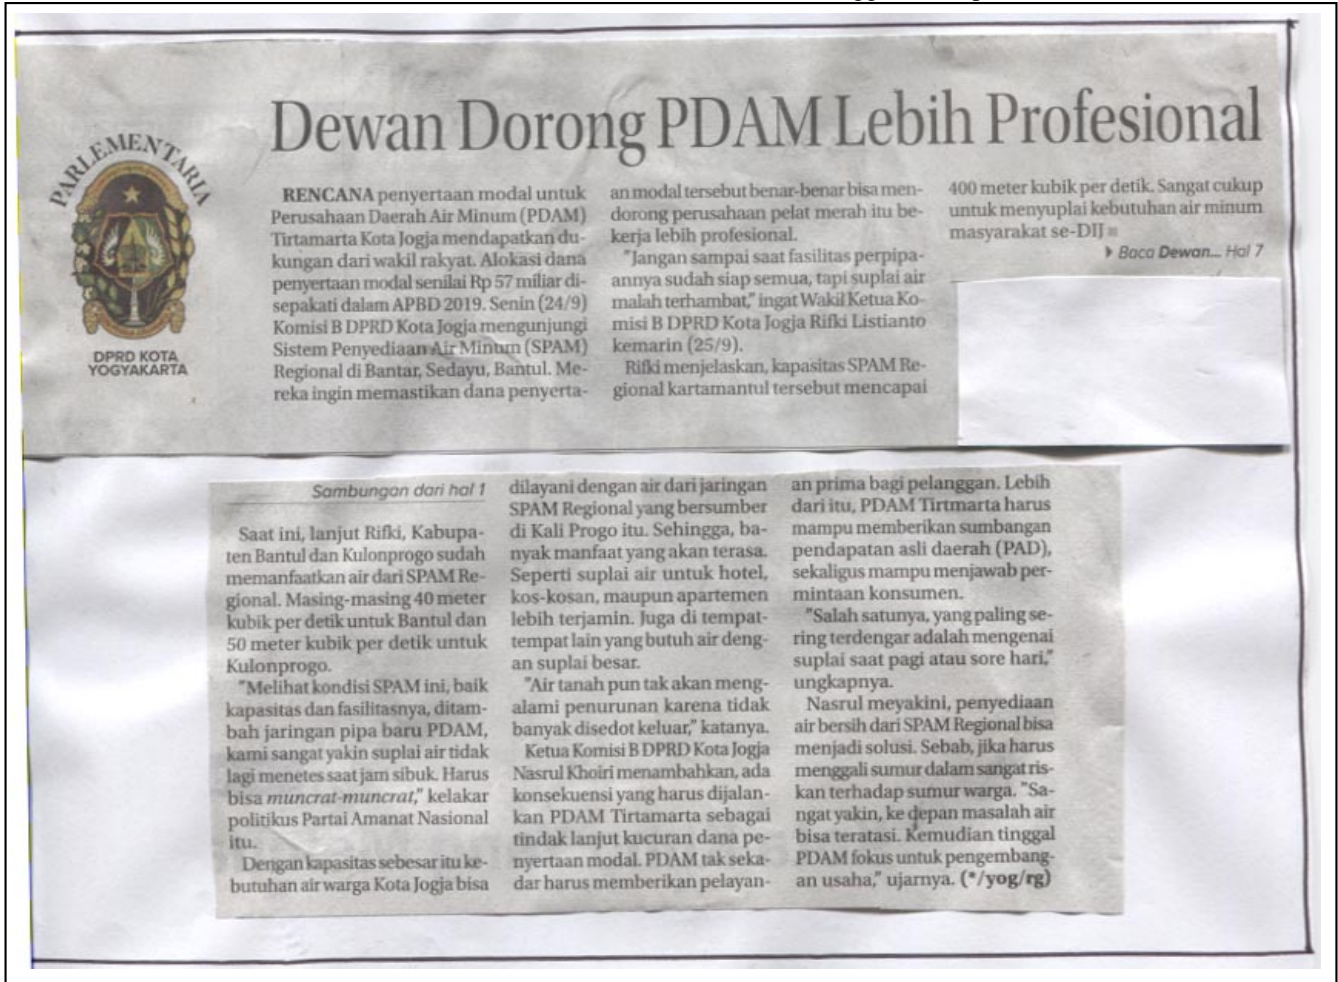 PARLEMENTARIA
DPRD KOTA
YOGYAKARTA
Dewan Dorong PDAM Lebih Profesional
RENCANA penyertaan modal untuk
Perusahaan Daerah Air Minum (PDAM)
Tirtamarta Kota Jogja mendapatkan du-
kungan dari wakil rakyat. Alokasi dana
penyertaan modal senilai Rp 57 miliar di-
sepakati dalam APBD 2019. Senin (24/9)
Komisi B DPRD Kota Jogja mengunjungi
Sistem Penyediaan Air Minum (SPAM)
Regional di Bantar, Sedayu, Bantul. Me-
reka ingin memastikan dana penyerta-
an modal tersebut benar-benar bisa men-
dorong perusahaan pelat merah itu be-
kerja lebih profesional.
"Jangan sampai saat fasilitas perpipa-
annya sudah siap semua, tapi suplai air
malah terhambat," ingat Wakil Ketua Ko-
misi B DPRD Kota Jogja Rifki Listianto
kemarin (25/9).
Rifki menjelaskan, kapasitas SPAM Re-
gional kartamantul tersebut mencapai
400 meter kubik per detik. Sangat cukup
untuk menyuplai kebutuhan air minum
masyarakat se-DIJ
Baca Dewan... Hal 7
Sambungan dari hal 1
Saat ini, lanjut Rifki, Kabupa-
ten Bantul dan Kulonprogo sudah
memanfaatkan air dari SPAM Re-
gional. Masing-masing 40 meter
kubik per detik untuk Bantul dan
50 meter kubik per detik untuk
Kulonprogo.
"Melihat kondisi SPAM ini, baik
kapasitas dan fasilitasnya, ditam-
bah jaringan pipa baru PDAM,
kami sangat yakin suplai air tidak
lagi menetes saat jam sibuk. Harus
bisa muncrat-muncrat," kelakar
politikus Partai Amanat Nasional
itu.
Dengan kapasitas sebesar itu ke-
butuhan air warga Kota Jogja bisa
dilayani dengan air dari jaringan
SPAM Regional yang bersumber
di Kali Progo itu. Sehingga, ba-
nyak manfaat yang akan terasa.
Seperti suplai air untuk hotel,
kos-kosan, maupun apartemen
lebih terjamin. Juga di tempat-
tempat lain yang butuh air deng-
an suplai besar.
"Air tanah pun tak akan meng-
alami penurunan karena tidak
banyak disedot keluar," katanya.
Ketua Komisi B DPRD Kota Jogja
Nasrul Khoiri menambahkan, ada
konsekuensi yang harus dijalan-
kan PDAM Tirtamarta sebagai
tindak lanjut kucuran dana pe-
nyertaan modal. PDAM tak seka-
dar harus memberikan pelayan-
an prima bagi pelanggan. Lebih
dari itu, PDAM Tirtmarta harus
mampu memberikan sumbangan
pendapatan asli daerah (PAD),
sekaligus mampu menjawab per-
mintaan konsumen.
"Salah satunya, yang paling se-
ring terdengar adalah mengenai
suplai saat pagi atau sore hari,"
ungkapnya.
Nasrul meyakini, penyediaan
air bersih dari SPAM Regional bisa
menjadi solusi. Sebab, jika harus
menggali sumur dalam sangat ris-
kan terhadap sumur warga. "Sa-
ngat yakin, ke depan masalah air
bisa teratasi. Kemudian tinggal
PDAM fokus untuk pengembang-
an usaha," ujarnya. (*/yog/rg)